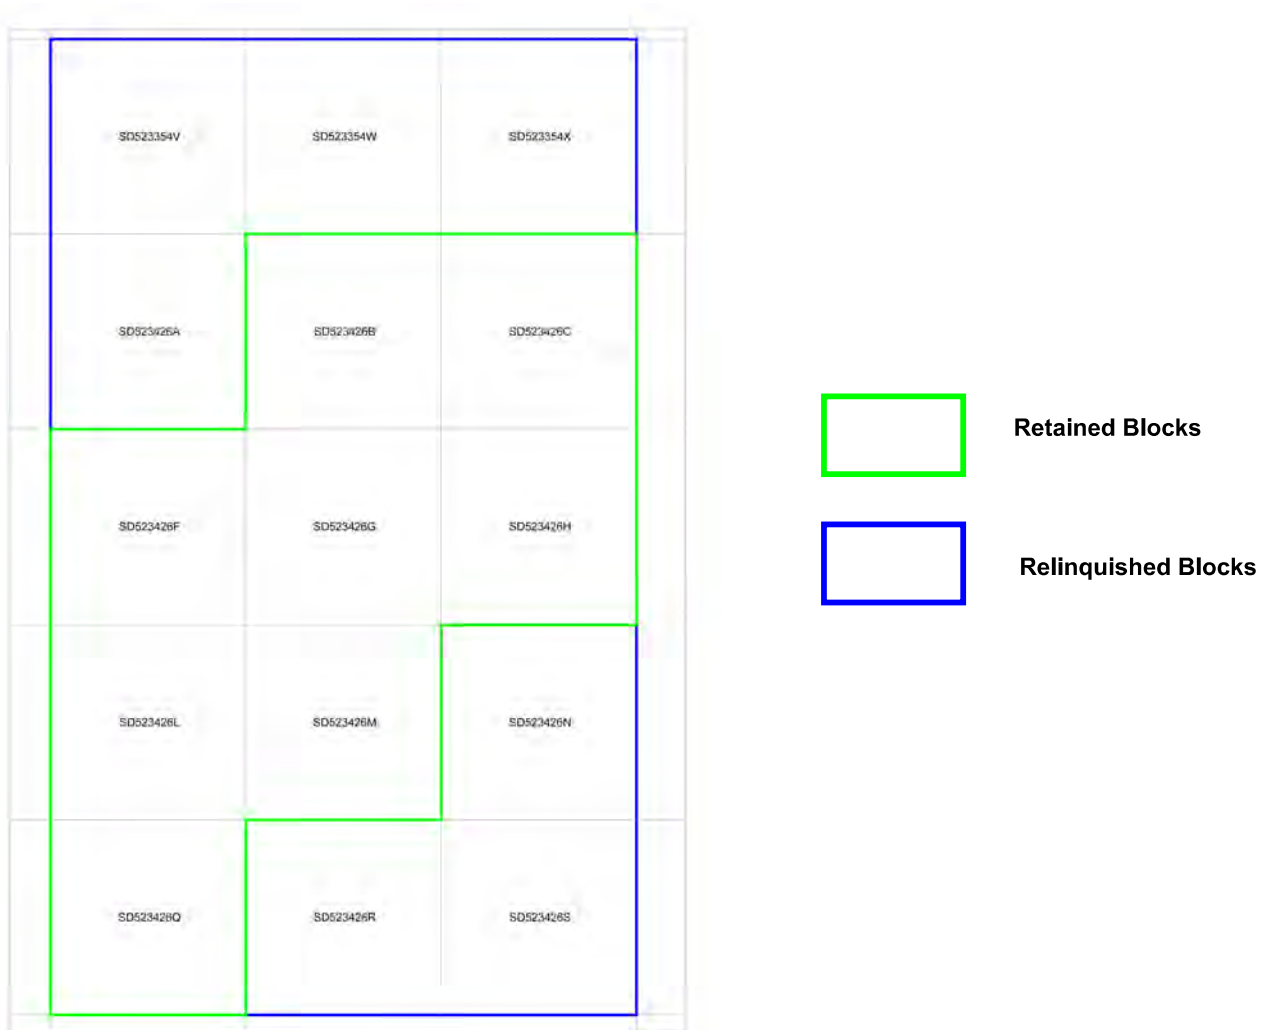 SD523354V SD523354W SD523354X
SD523426A SD523426B SD523426C
Retained Blocks
SD523426F SD523426G SD523426H
Relinquished Blocks
SD523426L SD523426M SD523426N
SD523426Q SD523426R SD523426S